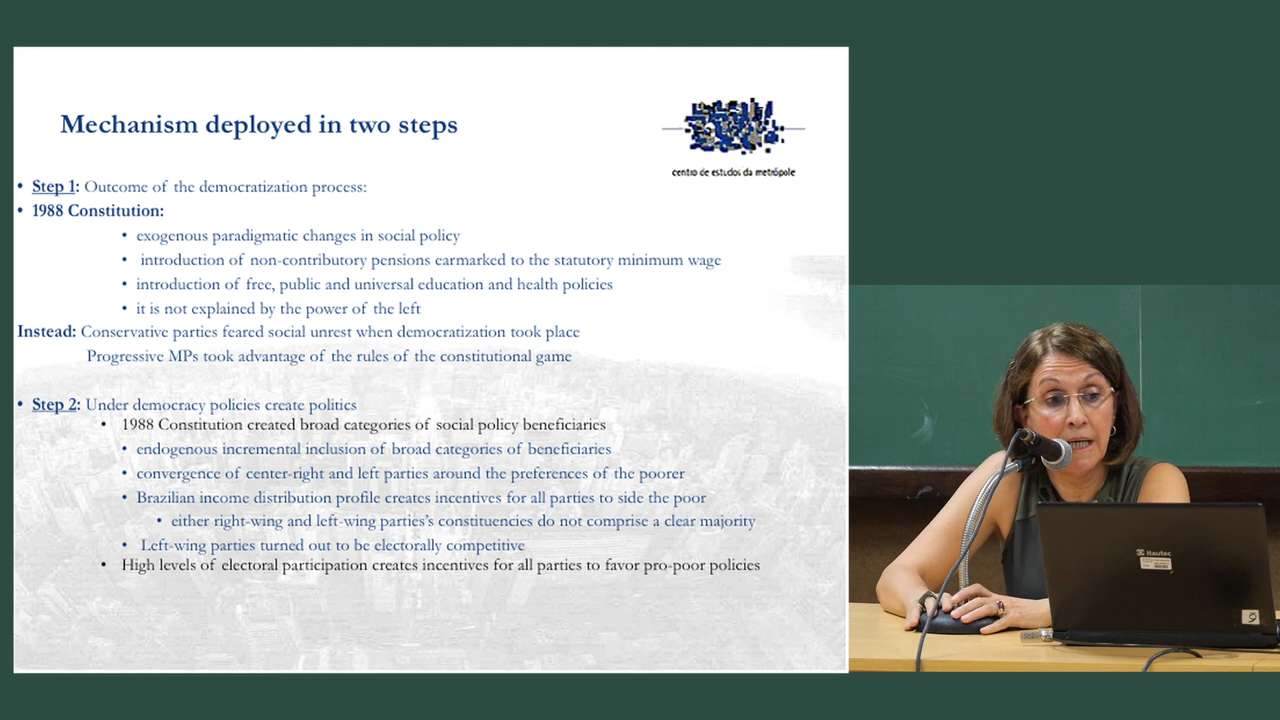 Mechanism deployed in two steps
centro de estudos da metrópole
• Step 1: Outcome of the democratization process:
• 1988 Constitution:
• exogenous paradigmatic changes in social policy
• introduction of non-contributory pensions earmarked to the statutory minimum wage
• introduction of free, public and universal education and health policies
• it is not explained by the power of the left
Instead: Conservative parties feared social unrest when democratization took place
Progressive MPs took advantage of the rules of the constitutional game
• Step 2: Under democracy policies create politics
• 1988 Constitution created broad categories of social policy beneficiaries
• endogenous incremental inclusion of broad categories of beneficiaries
• convergence of center-right and left parties around the preferences of the poorer
• Brazilian income distribution profile creates incentives for all parties to side the poor
• either right-wing and left-wing parties's constituencies do not comprise a clear majority
• Left-wing parties turned out to be electorally competitive
• High levels of electoral participation creates incentives for all parties to favor pro-poor policies
itautec